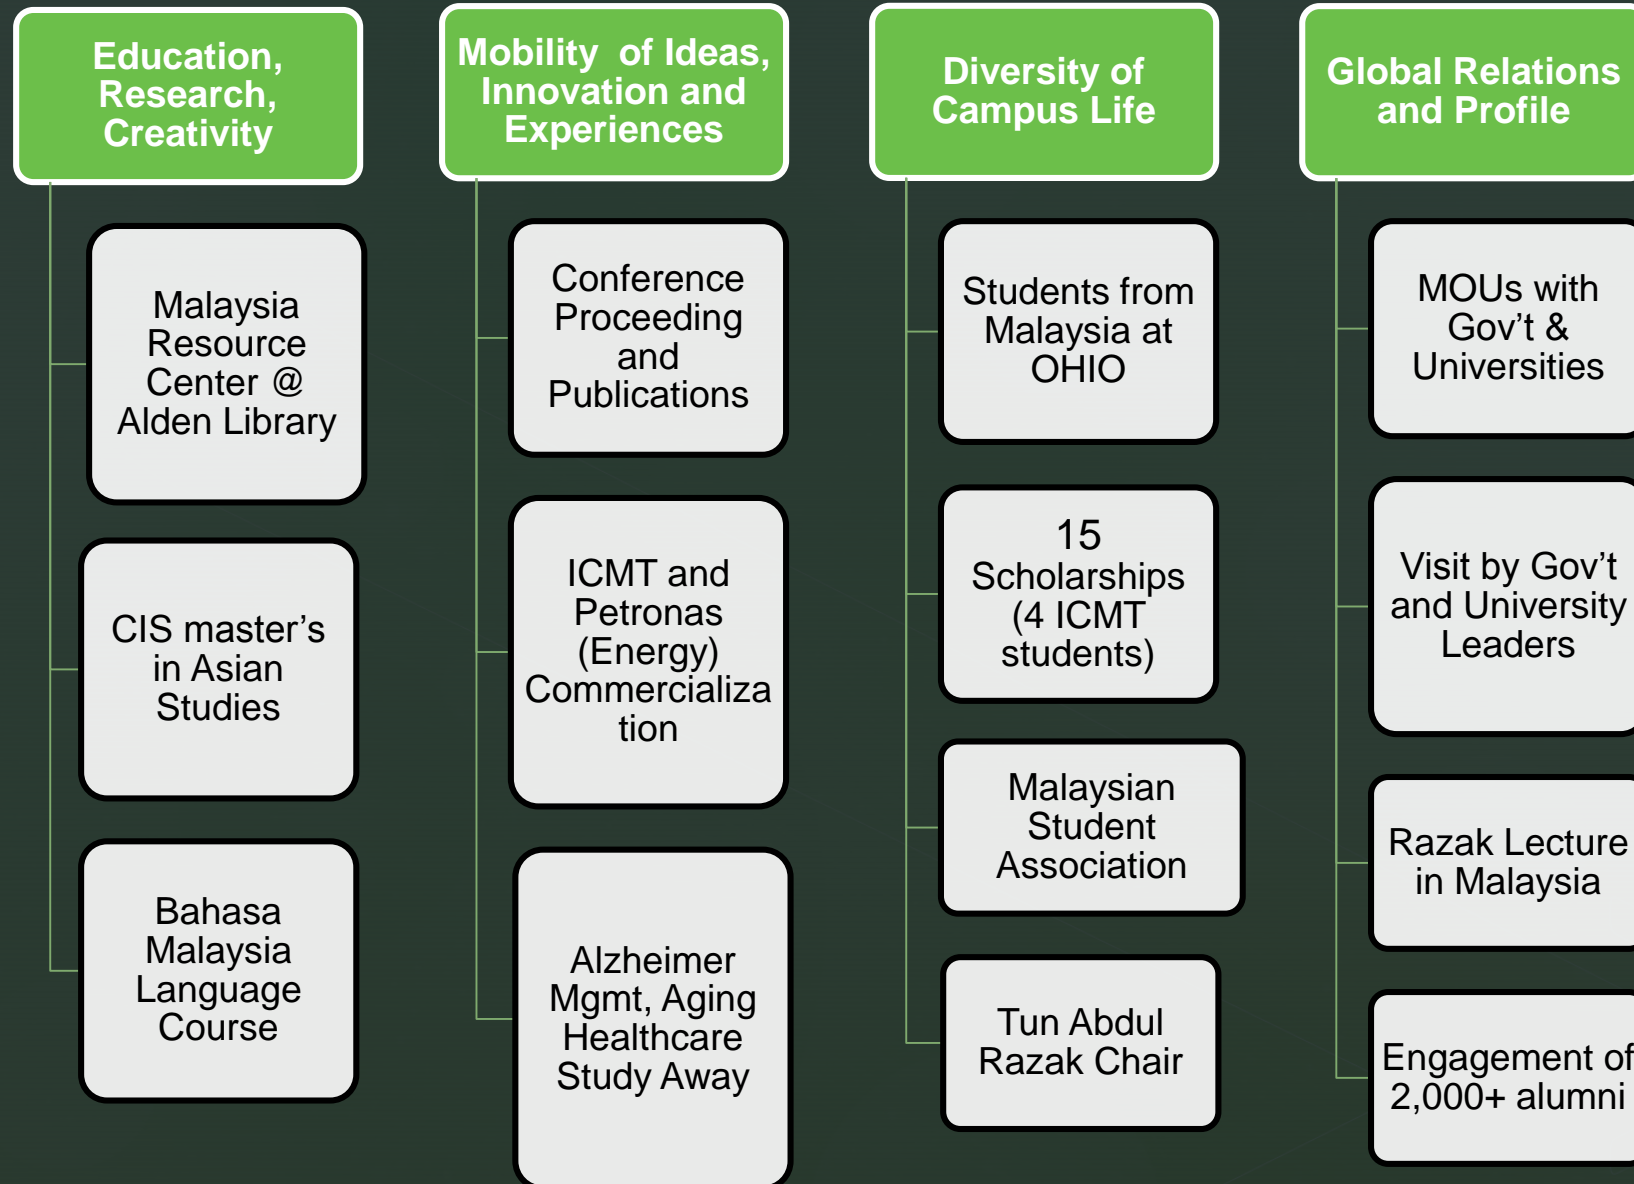 Education,
Research,
Creativity
Malaysia
Resource
Center @
Alden Library
CIS master’s
in Asian
Studies
Bahasa
Malaysia
Language
Course
Mobility  of Ideas,
Innovation and
Experiences
Conference
Proceeding
and
Publications
ICMT and
Petronas
(Energy)
Commercializa
tion
Alzheimer
Mgmt, Aging
Healthcare
Study Away
Diversity of
Campus Life
Students from
Malaysia at
OHIO
15
Scholarships
(4 ICMT
students)
Malaysian
Student
Association
Tun Abdul
Razak Chair
Global Relations
and Profile
MOUs with
Gov’t &
Universities
Visit by Gov’t
and University
Leaders
Razak Lecture
in Malaysia
Engagement of
2,000+ alumni